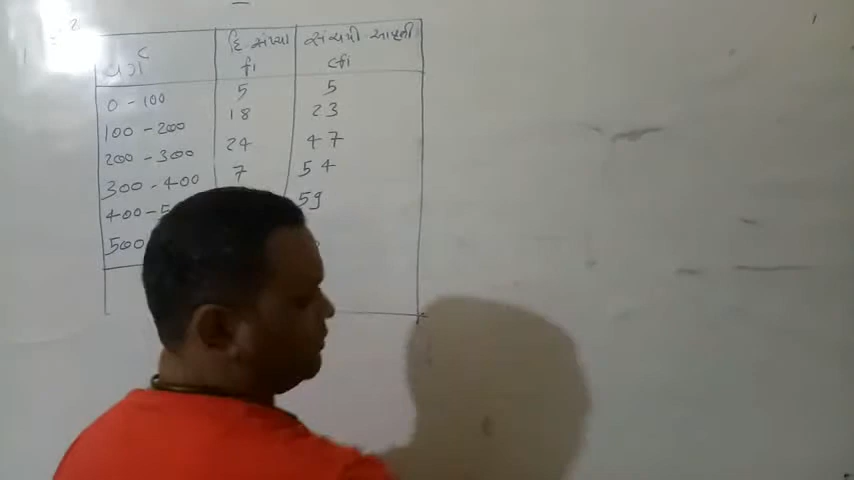 વર્ગ વિ સંખ્યા સંચયી આવૃત્તિ
fi cfi
0 - 100 5 5
100 - 200 18 23
200 - 300 24 47
300 - 400 7 54
400 - 5 59
500